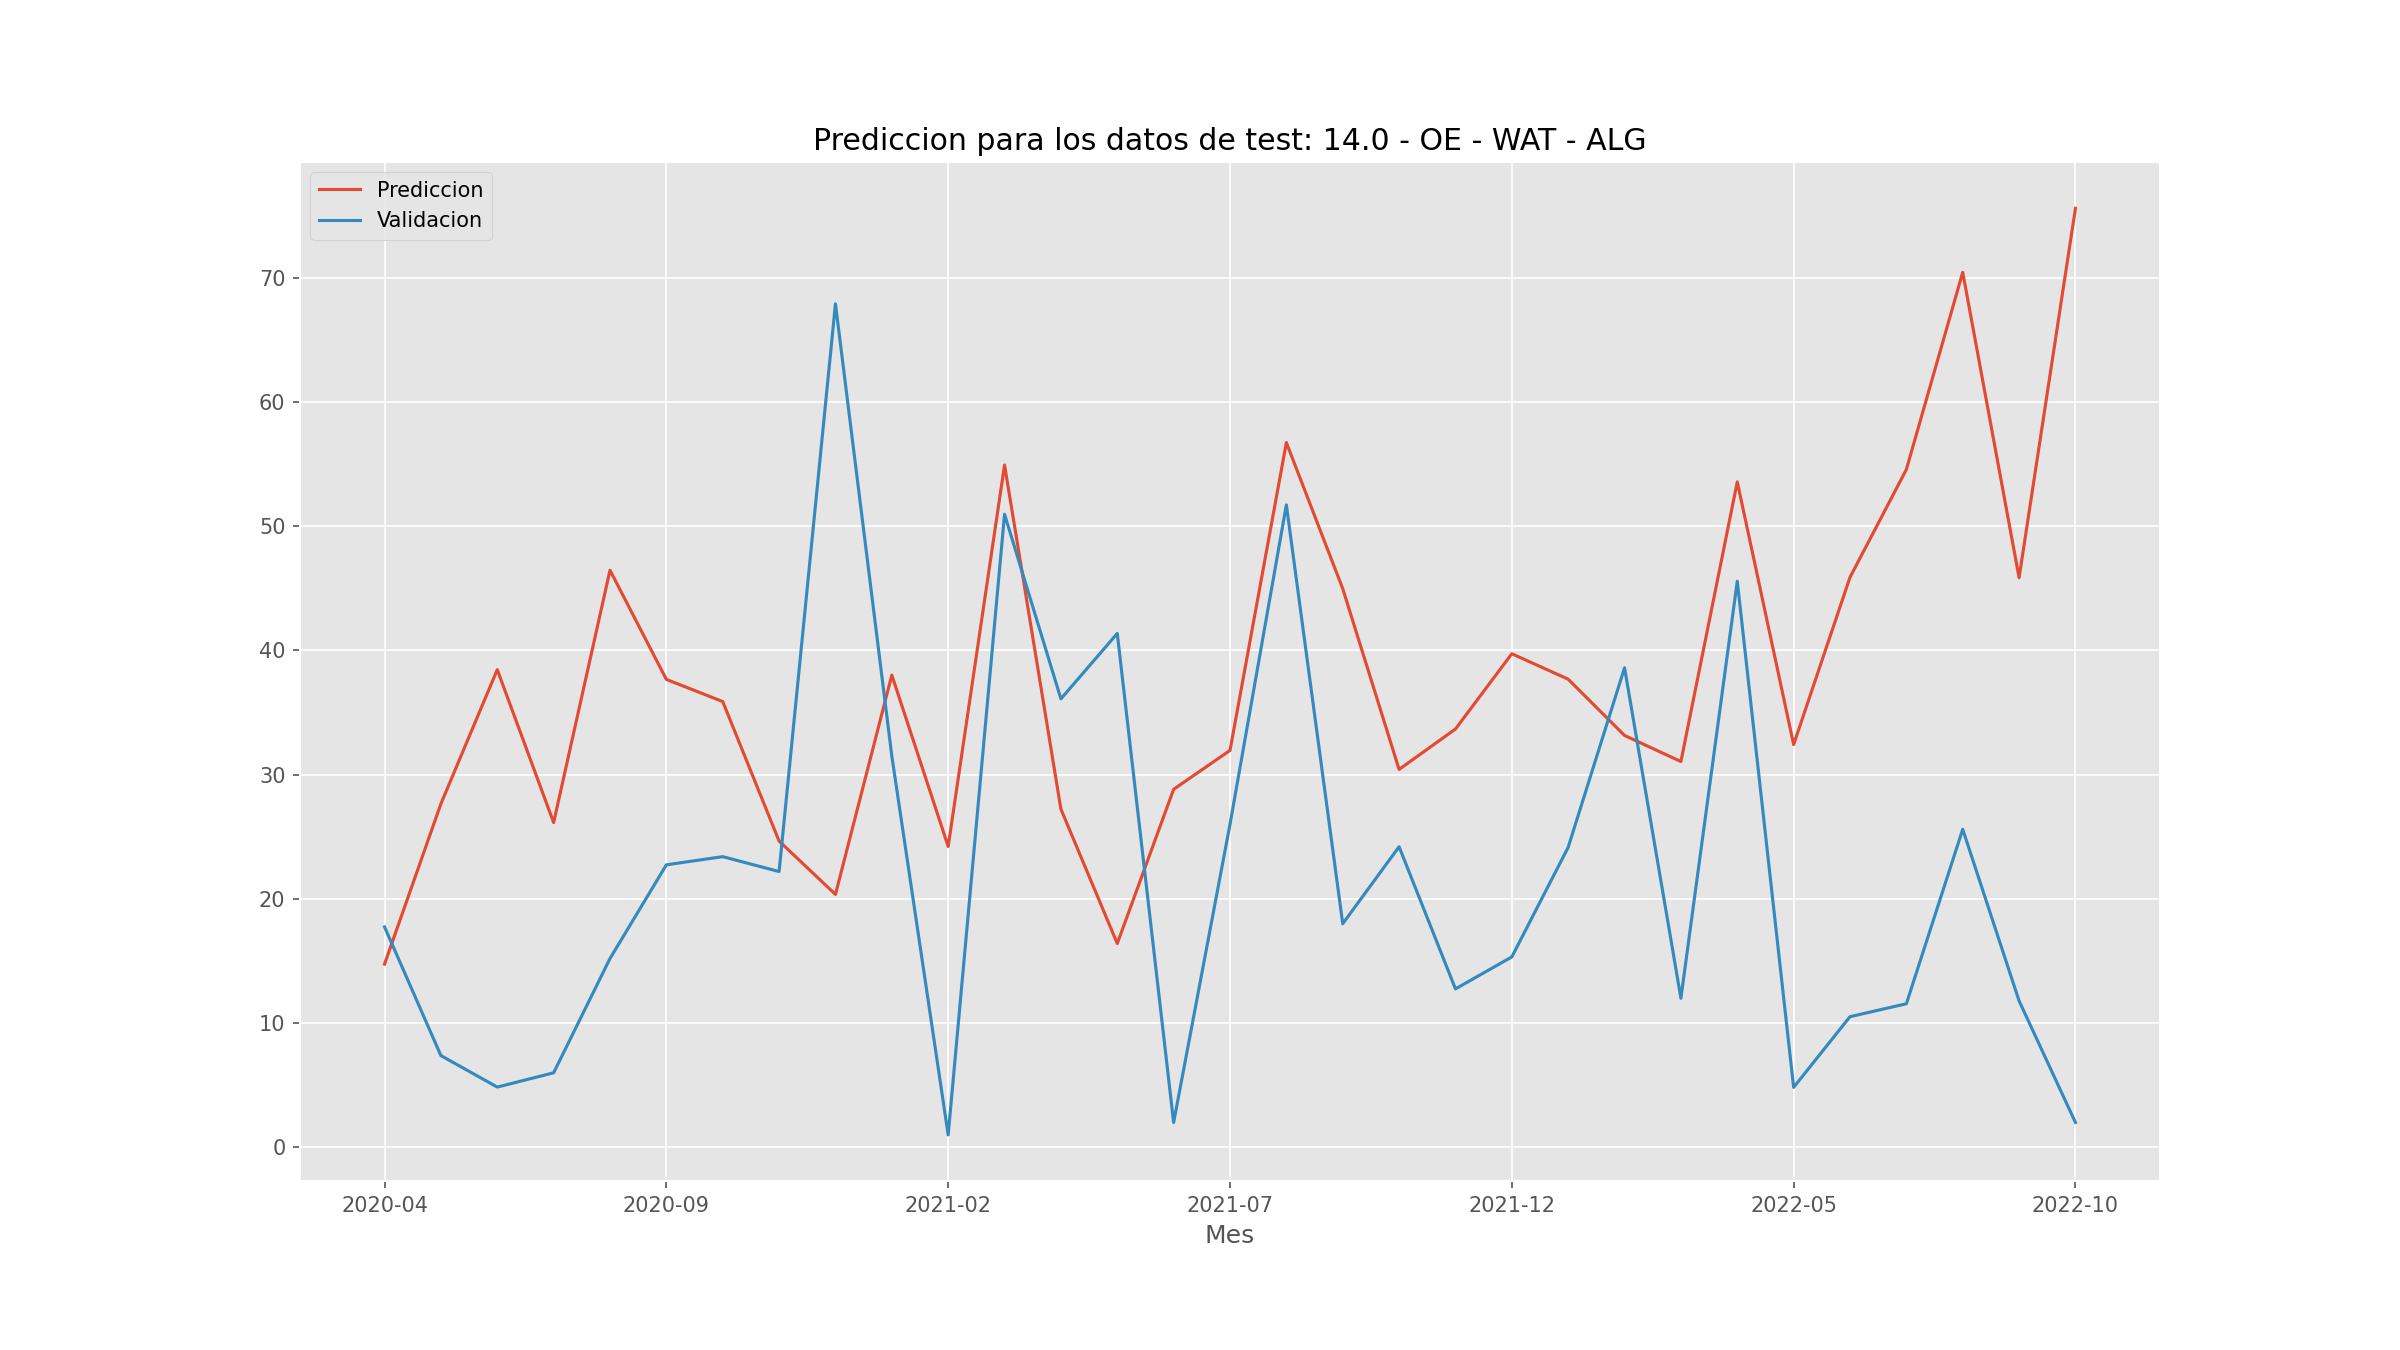 Prediccion para los datos de test: 14.0 - OE - WAT - ALG
Prediccion
Validacion
70
60
50
40
30
20
10
0
2020-04 2020-09 2021-02 2021-07 2021-12 2022-05 2022-10
Mes